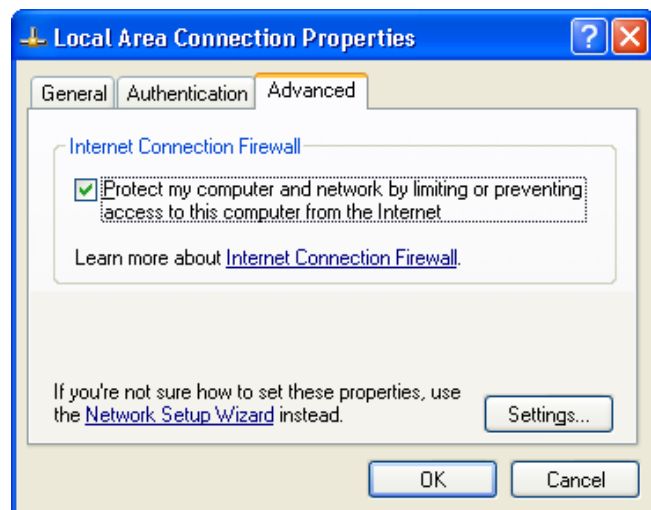 Local Area Connection Properties
General Authentication Advanced
Internet Connection Firewall
Protect my computer and network by limiting or preventing
access to this computer from the Internet
Learn more about Internet Connection Firewall.
If you're not sure how to set these properties, use
the Network Setup Wizard instead.
Settings...
OK Cancel